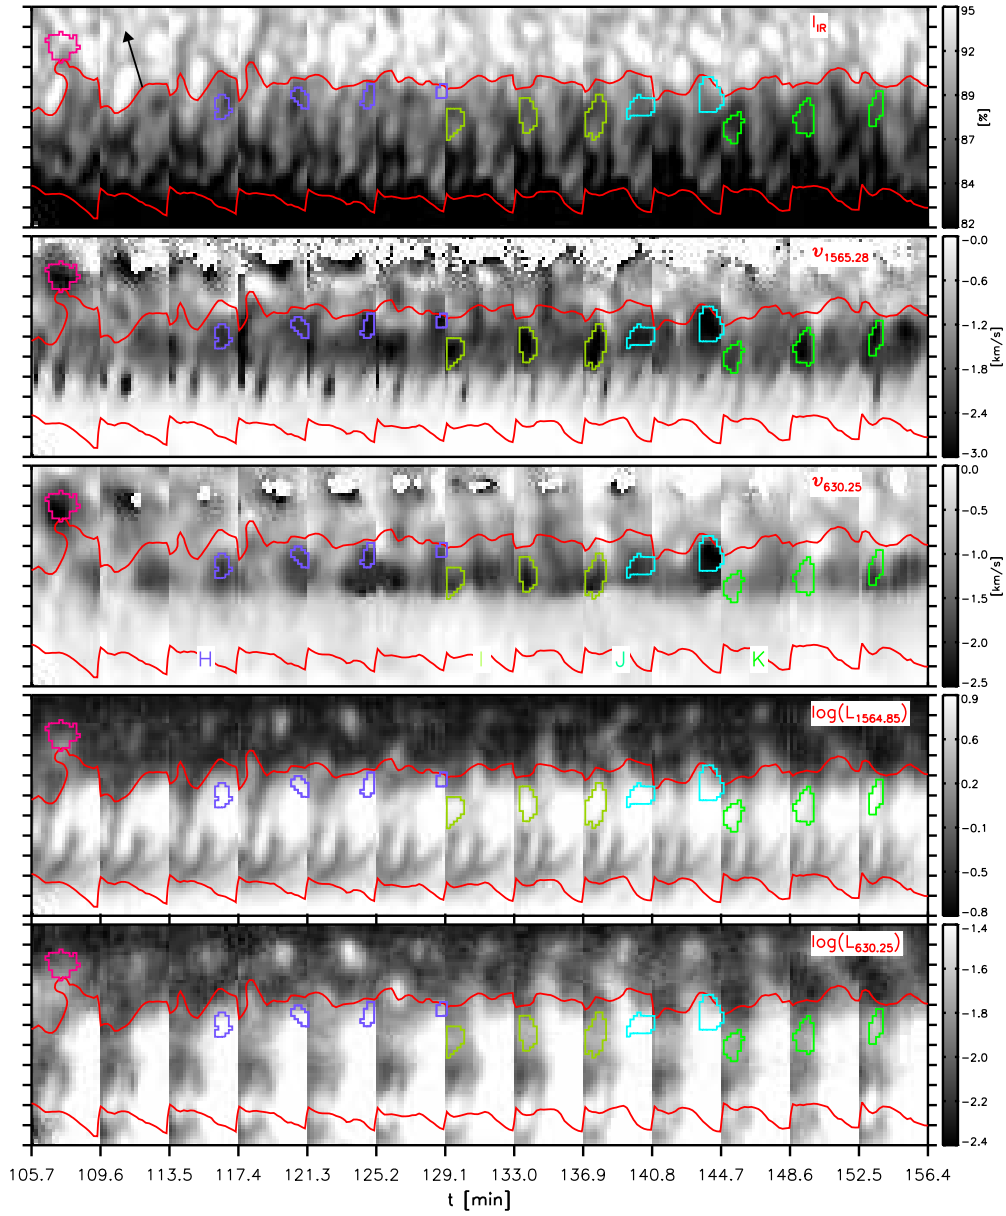 I_IR
95
92
89
87
84
82
[%]
υ_1565.28
−0.0
−0.6
−1.2
−1.8
−2.4
−3.0
[km/s]
υ_630.25
0.0
−0.5
−1.0
−1.5
−2.0
−2.5
[km/s]
H
I
J
K
log(L_1564.85)
0.9
0.6
0.2
−0.1
−0.5
−0.8
log(L_630.25)
−1.4
−1.6
−1.8
−2.0
−2.2
−2.4
105.7 109.6 113.5 117.4 121.3 125.2 129.1 133.0 136.9 140.8 144.7 148.6 152.5 156.4
t [min]